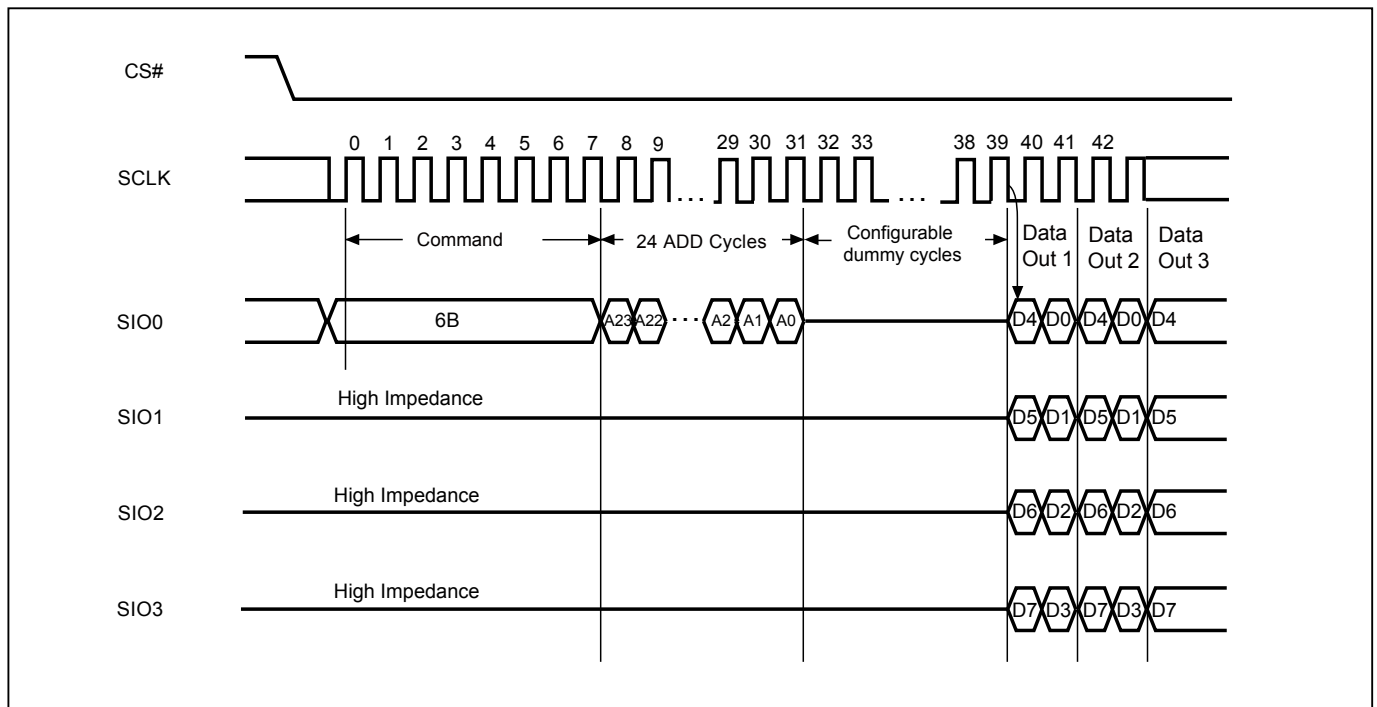 CS#
0 1 2 3 4 5 6 7 8 9 29 30 31 32 33 38 39 40 41 42
SCLK
Command
24 ADD Cycles
Configurable
dummy cycles
Data
Out 1
Data
Out 2
Data
Out 3
SIO0
6B
A23 A22 ··· A2 A1 A0
D4 D0 D4 D0 D4
High Impedance
SIO1
D5 D1 D5 D1 D5
High Impedance
SIO2
D6 D2 D6 D2 D6
High Impedance
SIO3
D7 D3 D7 D3 D7